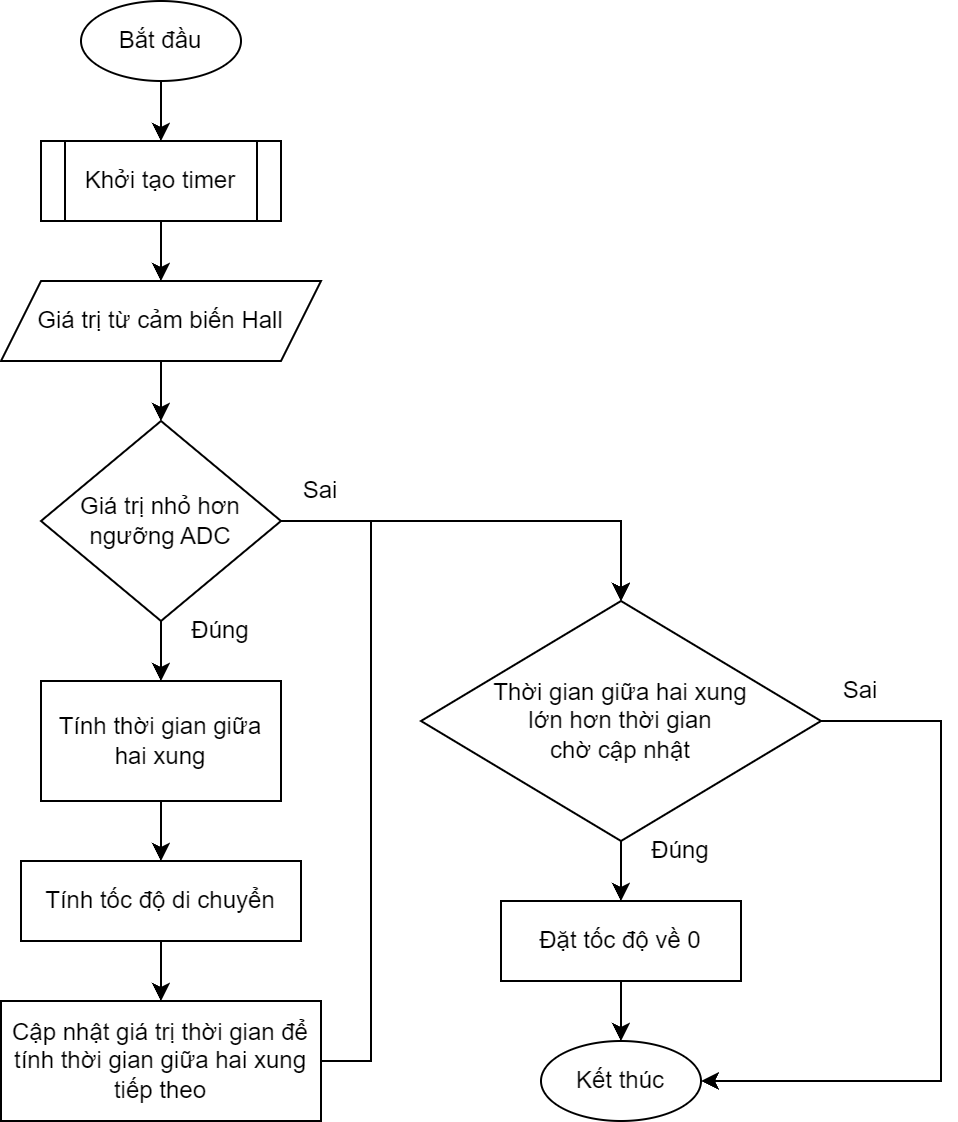 Bắt đầu
Khởi tạo timer
Giá trị từ cảm biến Hall
Giá trị nhỏ hơn
ngưỡng ADC
Sai
Đúng
Tính thời gian giữa
hai xung
Tính tốc độ di chuyển
Cập nhật giá trị thời gian để
tính thời gian giữa hai xung
tiếp theo
Thời gian giữa hai xung
lớn hơn thời gian
chờ cập nhật
Sai
Đúng
Đặt tốc độ về 0
Kết thúc